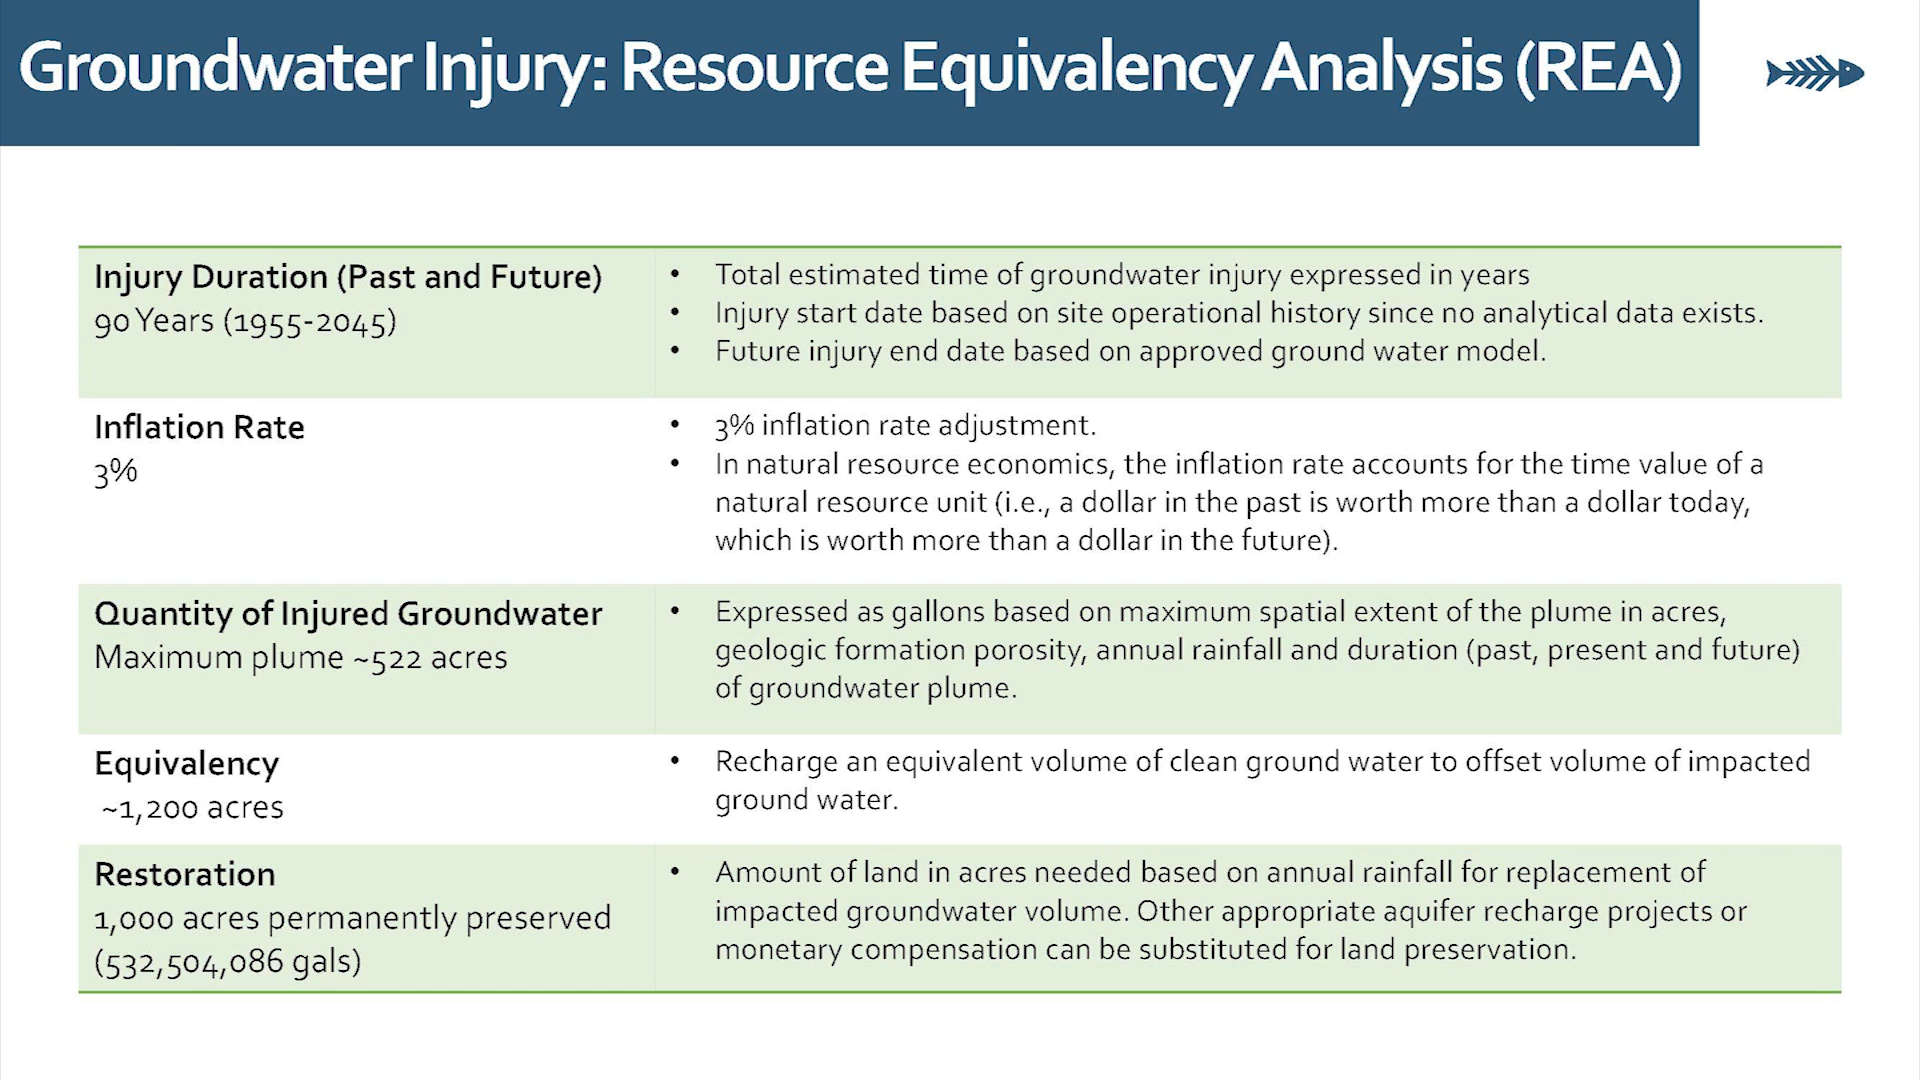 Groundwater Injury: Resource Equivalency Analysis (REA)
Injury Duration (Past and Future)
90 Years (1955-2045)
• Total estimated time of groundwater injury expressed in years
• Injury start date based on site operational history since no analytical data exists.
• Future injury end date based on approved ground water model.
Inflation Rate
3%
• 3% inflation rate adjustment.
• In natural resource economics, the inflation rate accounts for the time value of a
natural resource unit (i.e., a dollar in the past is worth more than a dollar today,
which is worth more than a dollar in the future).
Quantity of Injured Groundwater
Maximum plume ~522 acres
• Expressed as gallons based on maximum spatial extent of the plume in acres,
geologic formation porosity, annual rainfall and duration (past, present and future)
of groundwater plume.
Equivalency
~1,200 acres
• Recharge an equivalent volume of clean ground water to offset volume of impacted
ground water.
Restoration
1,000 acres permanently preserved
(532,504,086 gals)
• Amount of land in acres needed based on annual rainfall for replacement of
impacted groundwater volume. Other appropriate aquifer recharge projects or
monetary compensation can be substituted for land preservation.